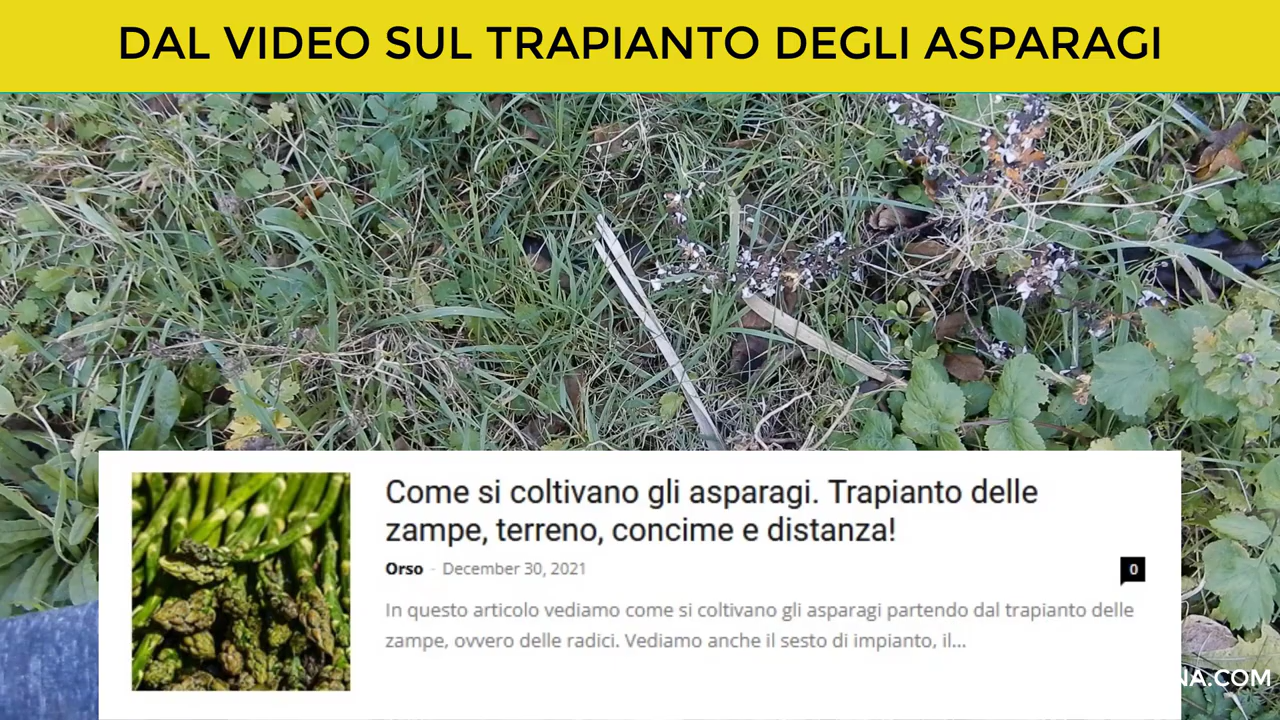 DAL VIDEO SUL TRAPIANTO DEGLI ASPARAGI
Come si coltivano gli asparagi. Trapianto delle
zampe, terreno, concime e distanza!
Orso - December 30, 2021
0
In questo articolo vediamo come si coltivano gli asparagi partendo dal trapianto delle
zampe, ovvero delle radici. Vediamo anche il sesto di impianto, il...
NA.COM